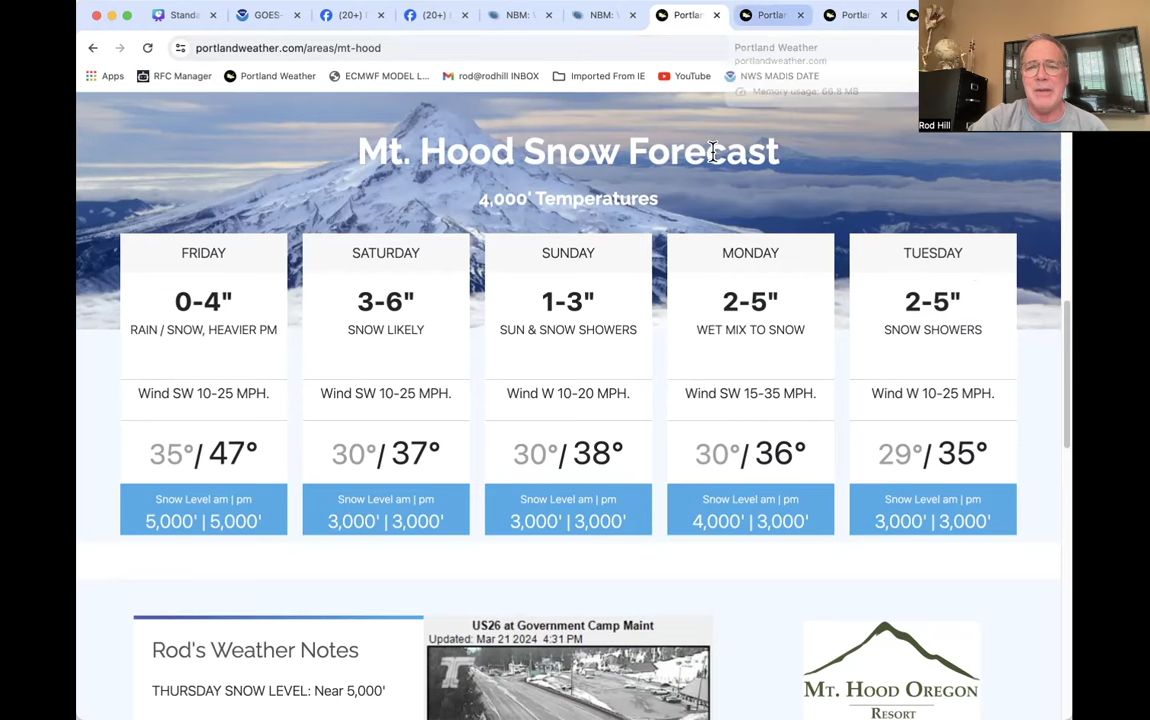 Standa
GOES-
(20+)
(20+)
NBM: V
NBM: V
Portlan
Portlan
Portlan
portlandweather.com/areas/mt-hood
Portland Weather
portlandweather.com
Apps
RFC Manager
Portland Weather
ECMWF MODEL L...
rod@rodhill INBOX
Imported From IE
YouTube
NWS MADIS DATE
Memory usage: 66.8 MB
Rod Hill
Mt. Hood Snow Forecast
4,000' Temperatures
FRIDAY
0-4"
RAIN / SNOW, HEAVIER PM
Wind SW 10-25 MPH.
35°/ 47°
Snow Level am | pm
5,000' | 5,000'
SATURDAY
3-6"
SNOW LIKELY
Wind SW 10-25 MPH.
30°/ 37°
Snow Level am | pm
3,000' | 3,000'
SUNDAY
1-3"
SUN & SNOW SHOWERS
Wind W 10-20 MPH.
30°/ 38°
Snow Level am | pm
3,000' | 3,000'
MONDAY
2-5"
WET MIX TO SNOW
Wind SW 15-35 MPH.
30°/ 36°
Snow Level am | pm
4,000' | 3,000'
TUESDAY
2-5"
SNOW SHOWERS
Wind W 10-25 MPH.
29°/ 35°
Snow Level am | pm
3,000' | 3,000'
Rod's Weather Notes
THURSDAY SNOW LEVEL: Near 5,000'
US26 at Government Camp Maint
Updated: Mar 21 2024 4:31 PM
MT. HOOD OREGON
RESORT